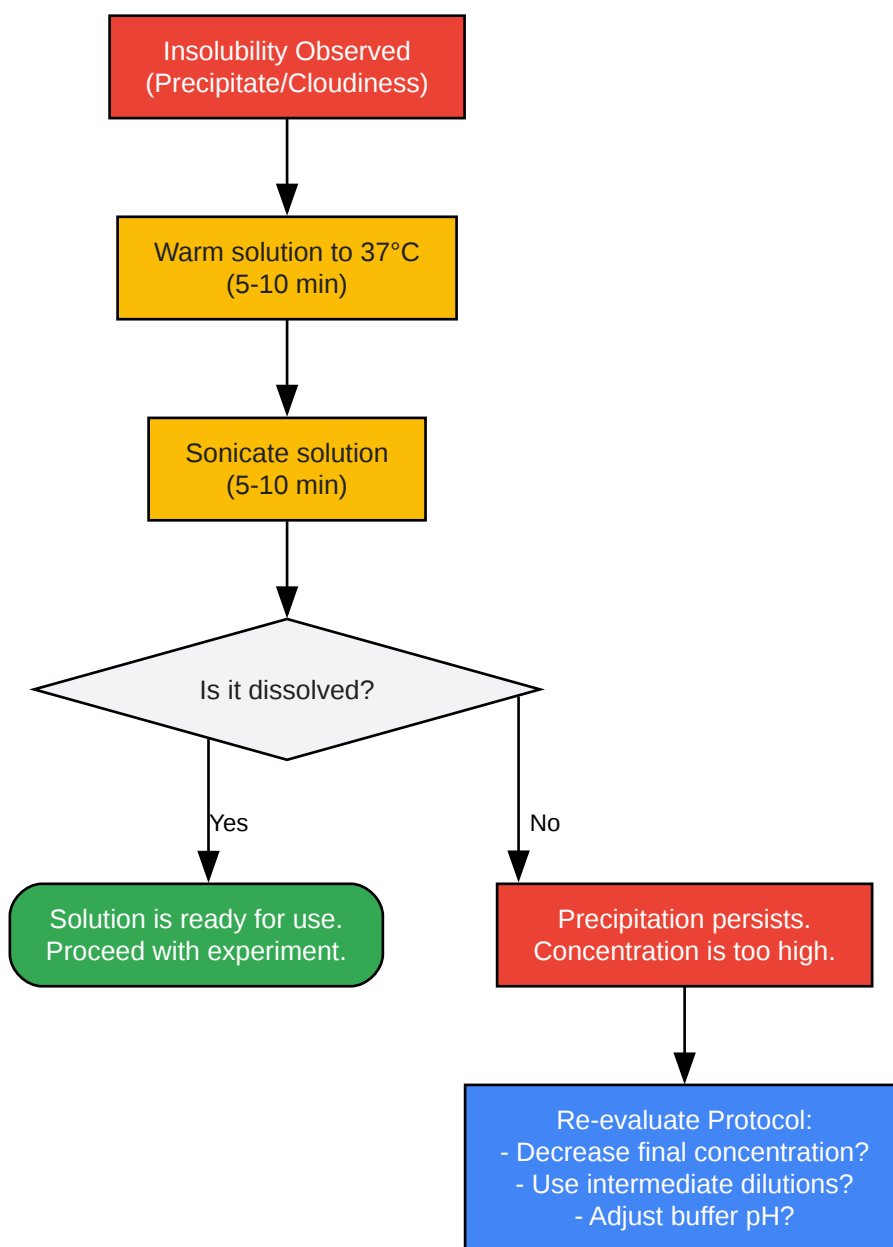 Insolubility Observed
(Precipitate/Cloudiness)
Warm solution to 37°C
(5-10 min)
Sonicate solution
(5-10 min)
Is it dissolved?
Yes
No
Solution is ready for use.
Proceed with experiment.
Precipitation persists.
Concentration is too high.
Re-evaluate Protocol:
- Decrease final concentration?
- Use intermediate dilutions?
- Adjust buffer pH?